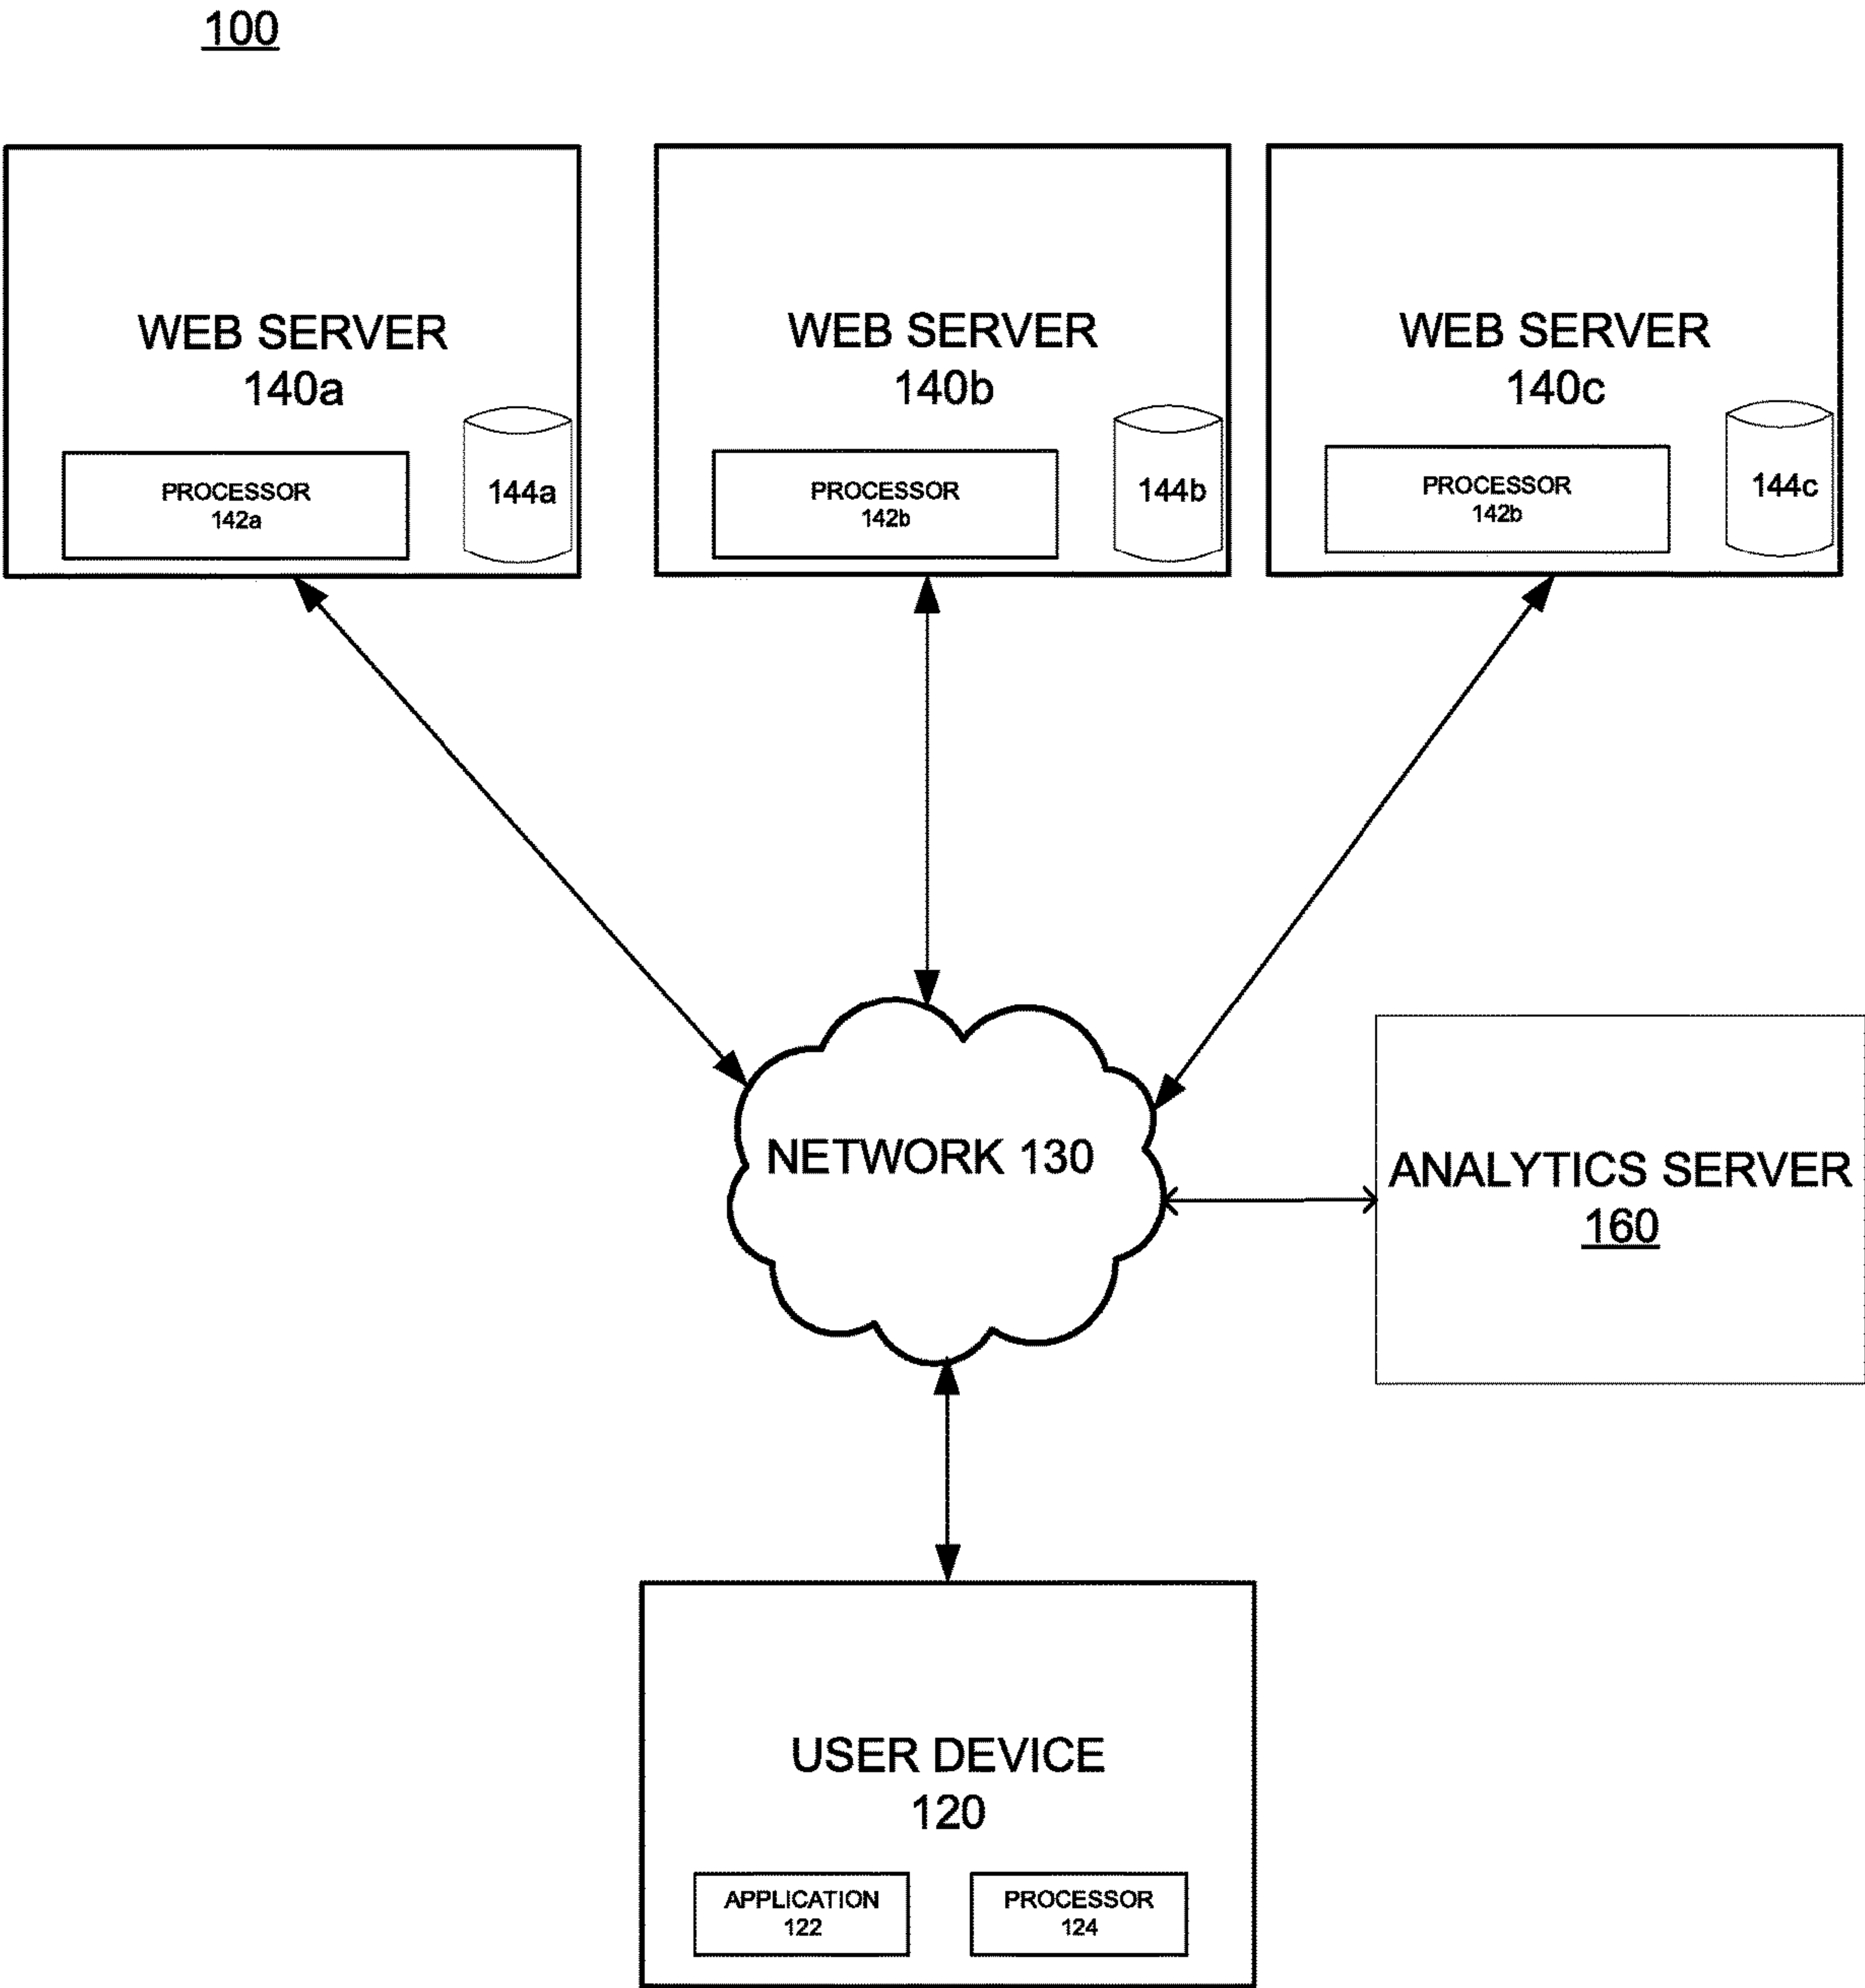 100
WEB SERVER
140a
PROCESSOR
142a
144a
WEB SERVER
140b
PROCESSOR
142b
144b
WEB SERVER
140c
PROCESSOR
142b
144c
NETWORK 130
ANALYTICS SERVER
160
USER DEVICE
120
APPLICATION
122
PROCESSOR
124